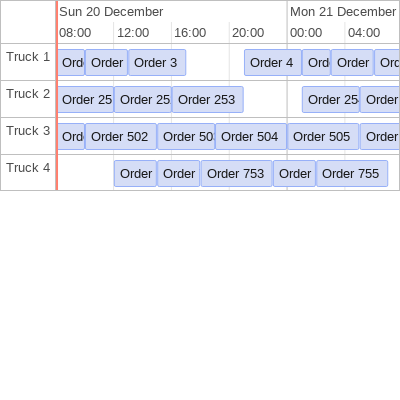 Sun 20 December Mon 21 December
08:00 12:00 16:00 20:00 00:00 04:00
Truck 1 Ord Order Order 3 Order 4 Ord Order Ord
Truck 2 Order 25 Order 25 Order 253 Order 25 Order
Truck 3 Ord Order 502 Order 50 Order 504 Order 505 Order
Truck 4 Order Order Order 753 Order Order 755